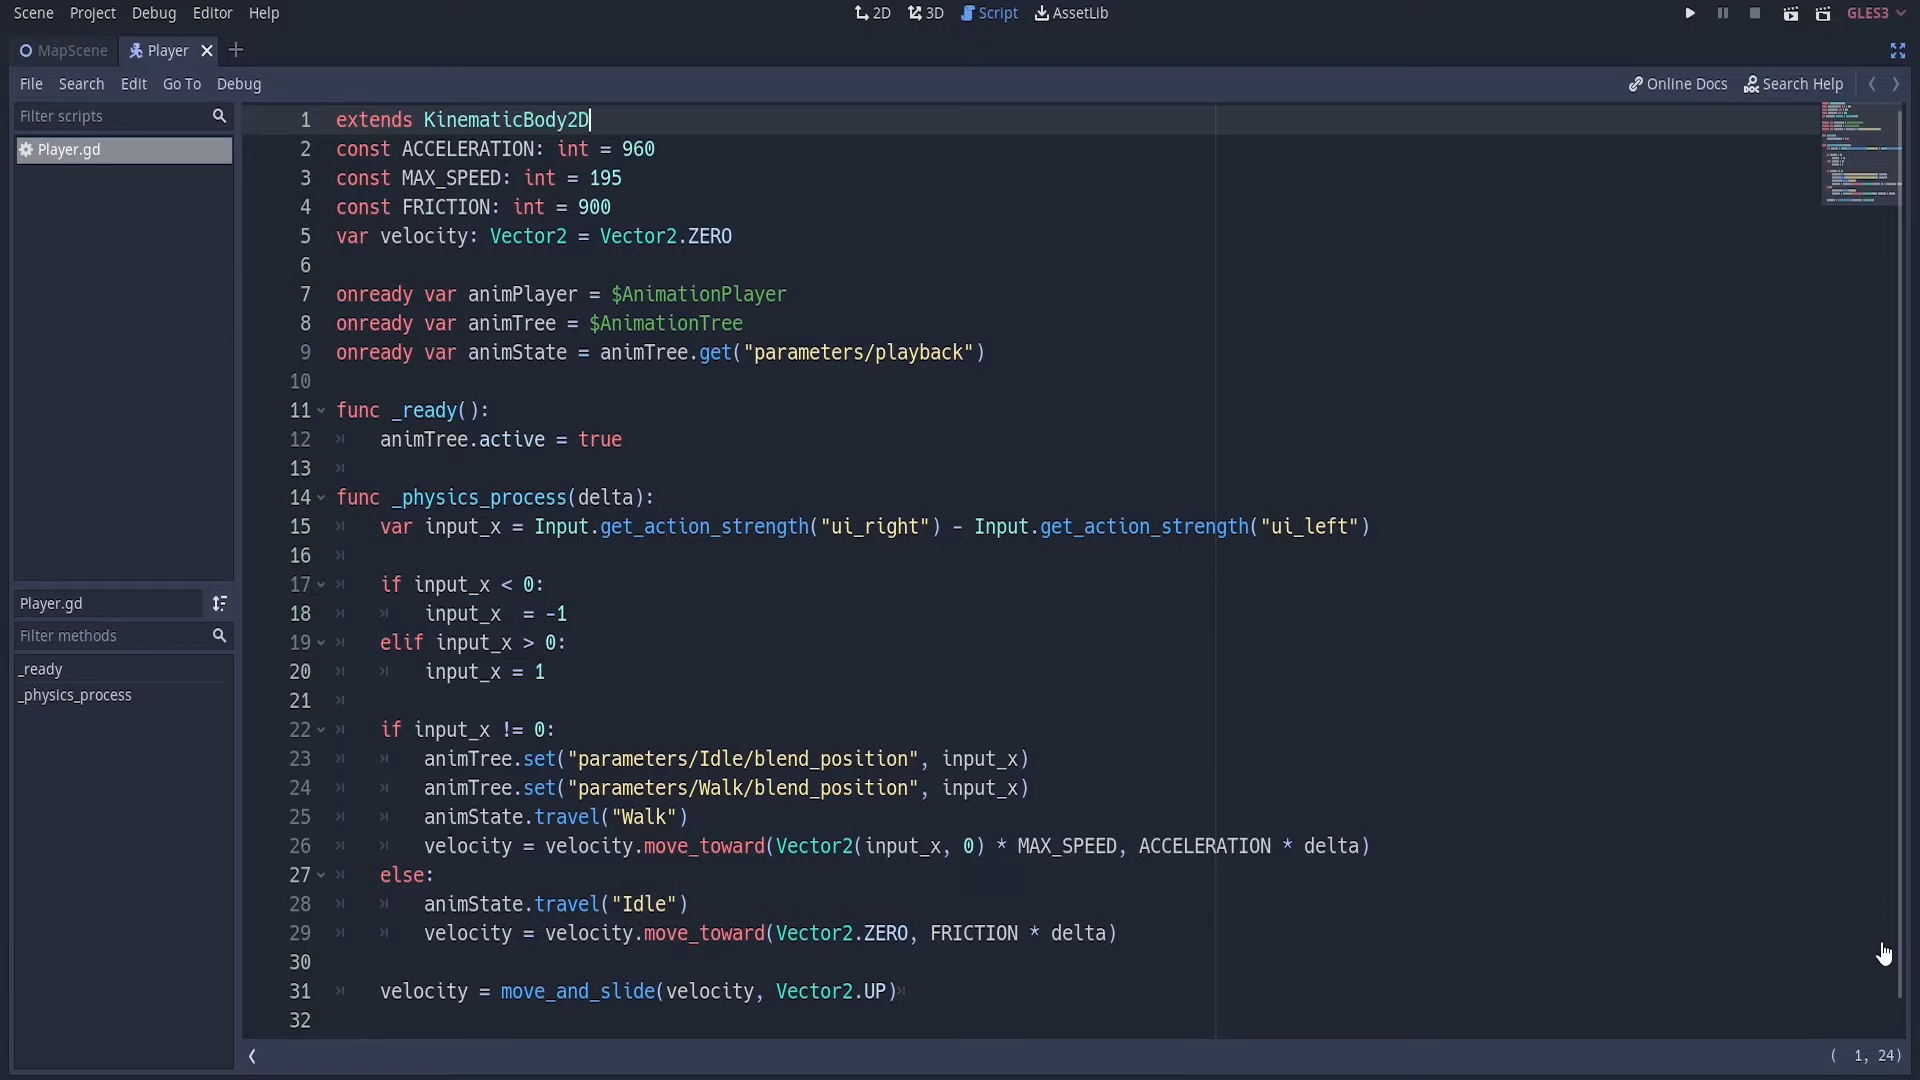 Scene Project Debug Editor Help 2D 3D Script AssetLib GLES3
MapScene Player
File Search Edit Go To Debug Online Docs Search Help
Filter scripts
Player.gd
Player.gd
Filter methods
_ready
_physics_process
1 extends KinematicBody2D
2 const ACCELERATION: int = 960
3 const MAX_SPEED: int = 195
4 const FRICTION: int = 900
5 var velocity: Vector2 = Vector2.ZERO
6
7 onready var animPlayer = $AnimationPlayer
8 onready var animTree = $AnimationTree
9 onready var animState = animTree.get("parameters/playback")
10
11 func _ready():
12 animTree.active = true
13
14 func _physics_process(delta):
15 var input_x = Input.get_action_strength("ui_right") - Input.get_action_strength("ui_left")
16
17 if input_x < 0:
18 input_x  = -1
19 elif input_x > 0:
20 input_x = 1
21
22 if input_x != 0:
23 animTree.set("parameters/Idle/blend_position", input_x)
24 animTree.set("parameters/Walk/blend_position", input_x)
25 animState.travel("Walk")
26 velocity = velocity.move_toward(Vector2(input_x, 0) * MAX_SPEED, ACCELERATION * delta)
27 else:
28 animState.travel("Idle")
29 velocity = velocity.move_toward(Vector2.ZERO, FRICTION * delta)
30
31 velocity = move_and_slide(velocity, Vector2.UP)
32
( 1, 24)